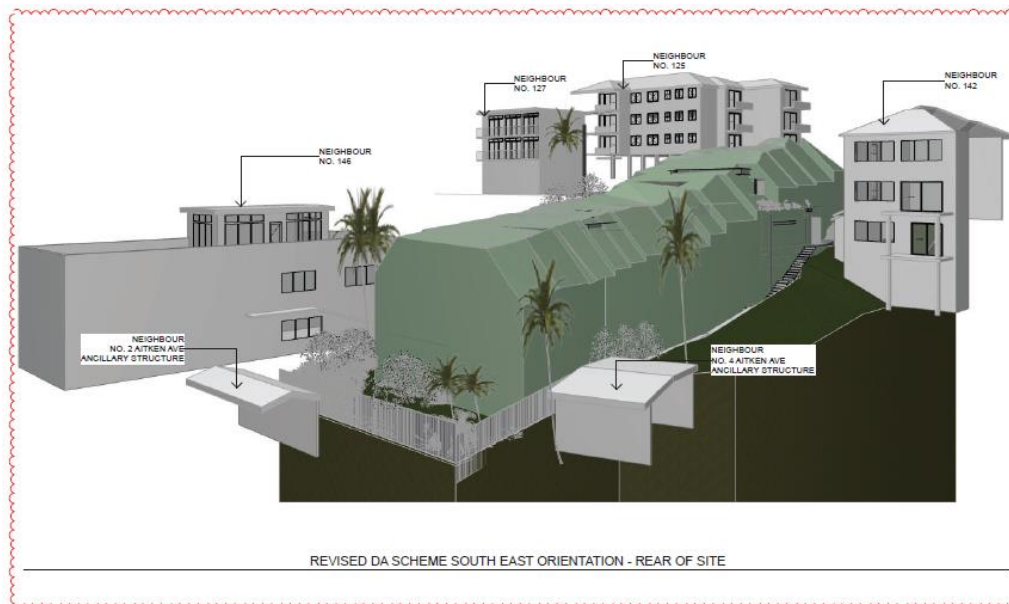 NEIGHBOUR
NO. 125
NEIGHBOUR
NO. 127
NEIGHBOUR
NO. 142
NEIGHBOUR
NO. 146
NEIGHBOUR
NO. 2 AITKEN AVE
ANCILLARY STRUCTURE
NEIGHBOUR
NO. 4 AITKEN AVE
ANCILLARY STRUCTURE
REVISED DA SCHEME SOUTH EAST ORIENTATION - REAR OF SITE